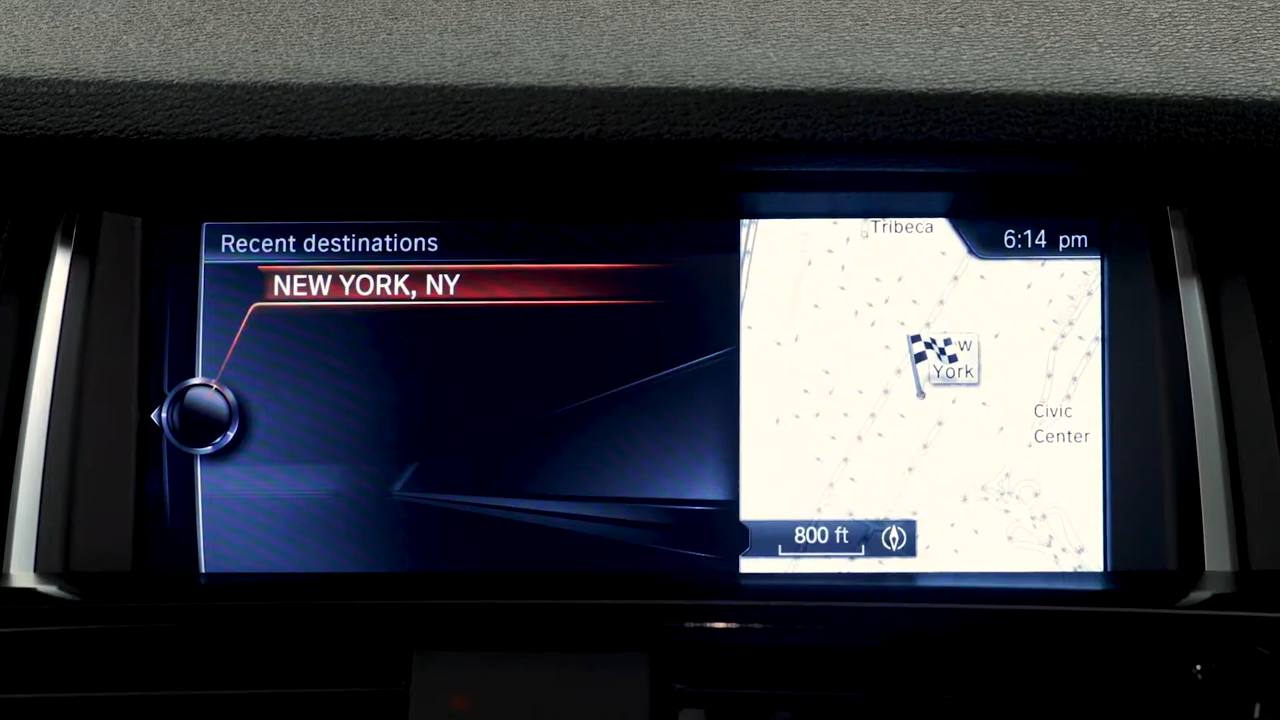 Recent destinations
NEW YORK, NY
Tribeca
6:14 pm
W
York
Civic
Center
800 ft